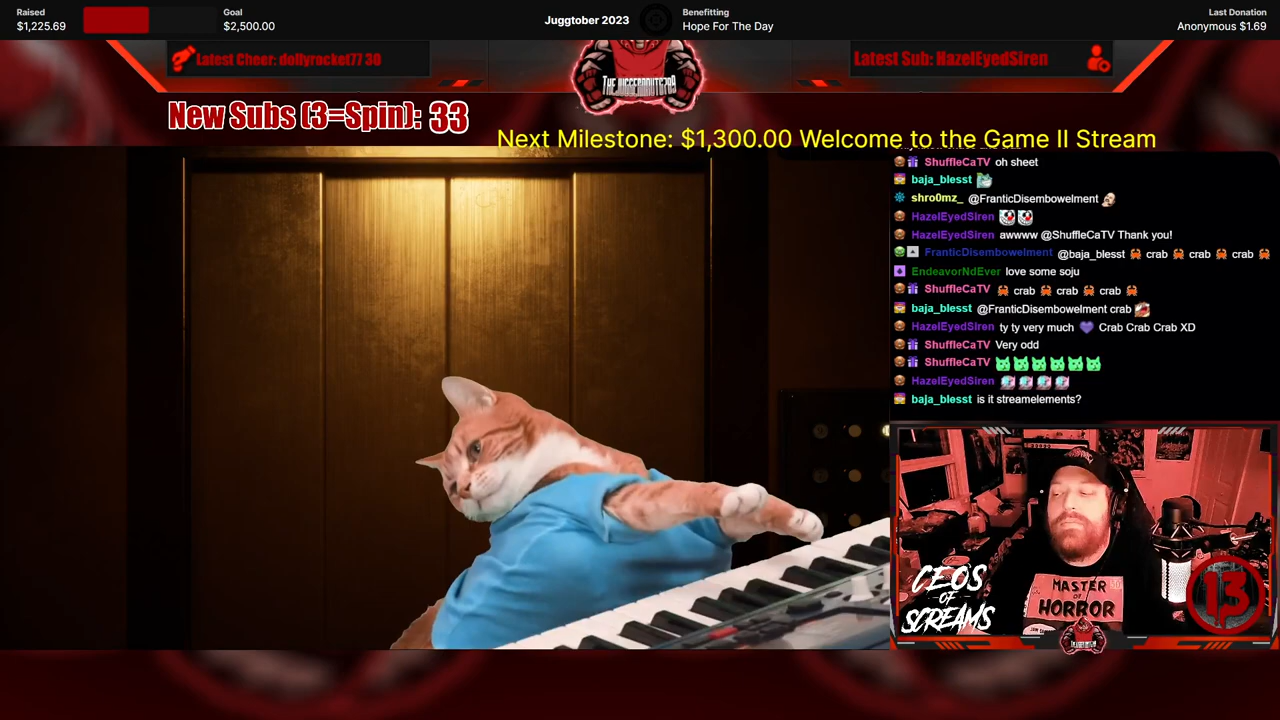 Raised
$1,225.69
Goal
$2,500.00
Juggtober 2023
Benefitting
Hope For The Day
Last Donation
Anonymous $1.69
Latest Cheer: dollyrocket77 30
THEJUGGERNAUT6789
Latest Sub: HazelEyedSiren
New Subs (3=Spin): 33
Next Milestone: $1,300.00 Welcome to the Game II Stream
ShuffleCaTV oh sheet
baja_blesst
shro0mz_ @FranticDisembowelment
HazelEyedSiren
HazelEyedSiren awwww @ShuffleCaTV Thank you!
FranticDisembowelment @baja_blesst 🦀 crab 🦀 crab 🦀 crab 🦀
EndeavorNdEver love some soju
ShuffleCaTV 🦀 crab 🦀 crab 🦀 crab 🦀
baja_blesst @FranticDisembowelment crab
HazelEyedSiren ty ty very much 💜 Crab Crab Crab XD
ShuffleCaTV Very odd
ShuffleCaTV
HazelEyedSiren
baja_blesst is it streamelements?
CEOS
OF
SCREAMS
MASTER
OF
HORROR
13